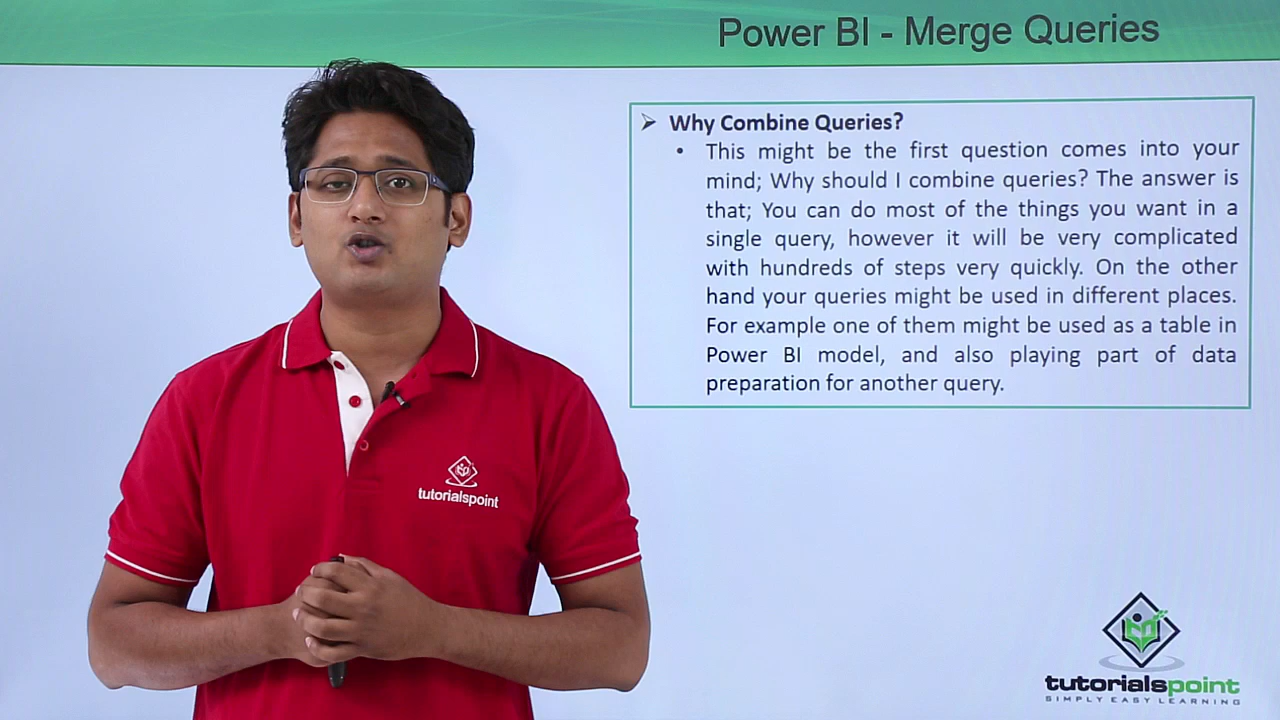 Power BI - Merge Queries
➢ Why Combine Queries?
• This might be the first question comes into your
mind; Why should I combine queries? The answer is
that; You can do most of the things you want in a
single query, however it will be very complicated
with hundreds of steps very quickly. On the other
hand your queries might be used in different places.
For example one of them might be used as a table in
Power BI model, and also playing part of data
preparation for another query.
tutorialspoint
tutorialspoint
SIMPLY EASY LEARNING